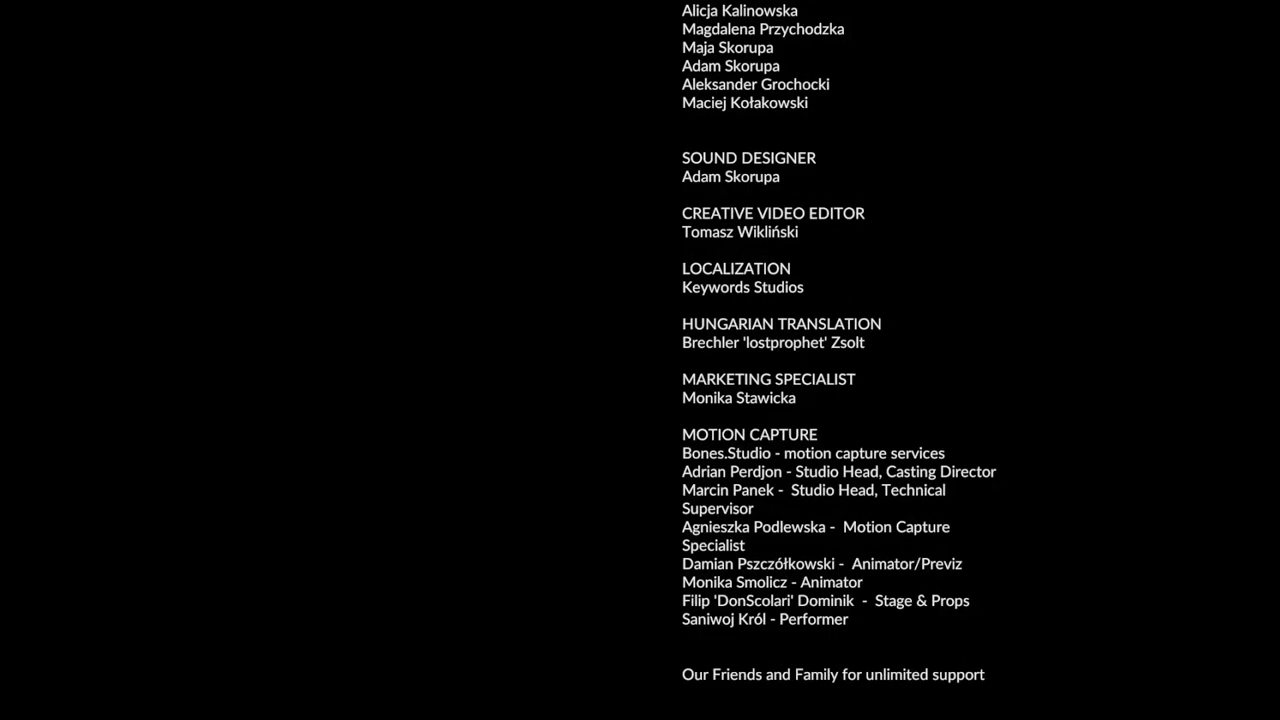 Alicja Kalinowska
Magdalena Przychodzka
Maja Skorupa
Adam Skorupa
Aleksander Grochocki
Maciej Kołakowski
SOUND DESIGNER
Adam Skorupa
CREATIVE VIDEO EDITOR
Tomasz Wikliński
LOCALIZATION
Keywords Studios
HUNGARIAN TRANSLATION
Brechler 'lostprophet' Zsolt
MARKETING SPECIALIST
Monika Stawicka
MOTION CAPTURE
Bones.Studio - motion capture services
Adrian Perdjon - Studio Head, Casting Director
Marcin Panek -  Studio Head, Technical
Supervisor
Agnieszka Podlewska -  Motion Capture
Specialist
Damian Pszczółkowski -  Animator/Previz
Monika Smolicz - Animator
Filip 'DonScolari' Dominik  -  Stage & Props
Saniwoj Król - Performer
Our Friends and Family for unlimited support